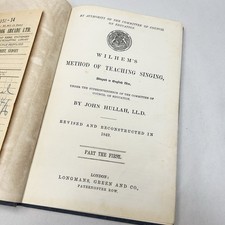 BY AUTHORITY OF THE COMMITTEE OF COUNCIL
ON EDUCATION.
WILHEM'S
METHOD OF TEACHING SINGING,
Adapted to English Use,
UNDER THE SUPERINTENDENCE OF THE COMMITTEE OF
COUNCIL ON EDUCATION,
BY JOHN HULLAH, LL.D.
REVISED AND RECONSTRUCTED IN
1849.
PART THE FIRST.
LONDON:
LONGMANS, GREEN AND CO.,
PATERNOSTER ROW.